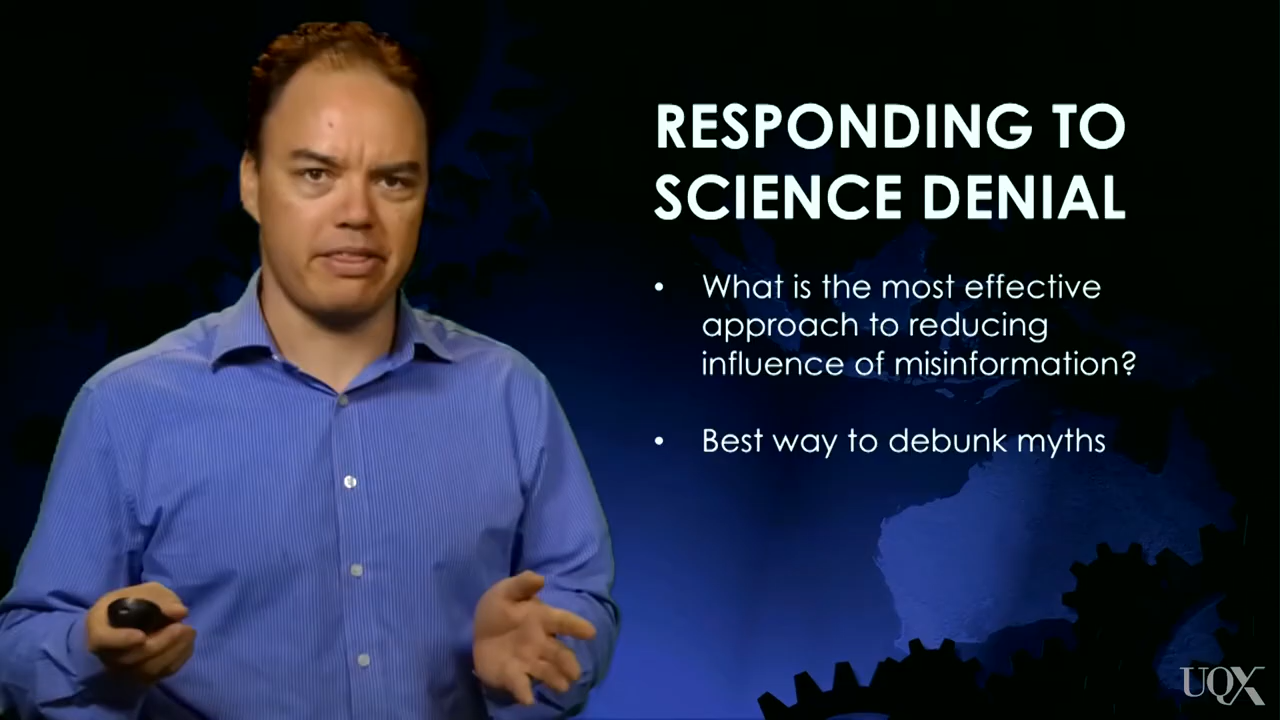 RESPONDING TO
SCIENCE DENIAL
• What is the most effective
approach to reducing
influence of misinformation?
• Best way to debunk myths
UQX